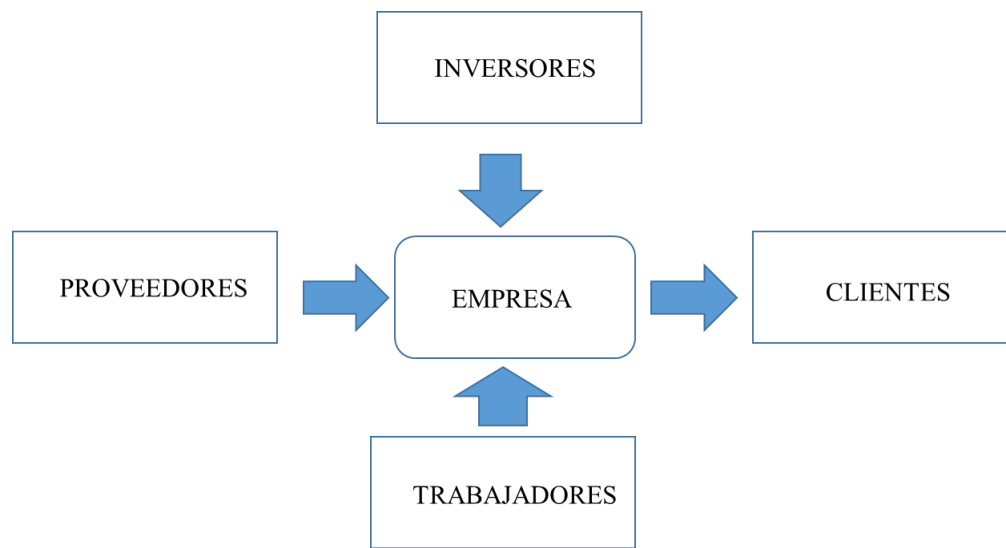 INVERSORES
PROVEEDORES
EMPRESA
CLIENTES
TRABAJADORES